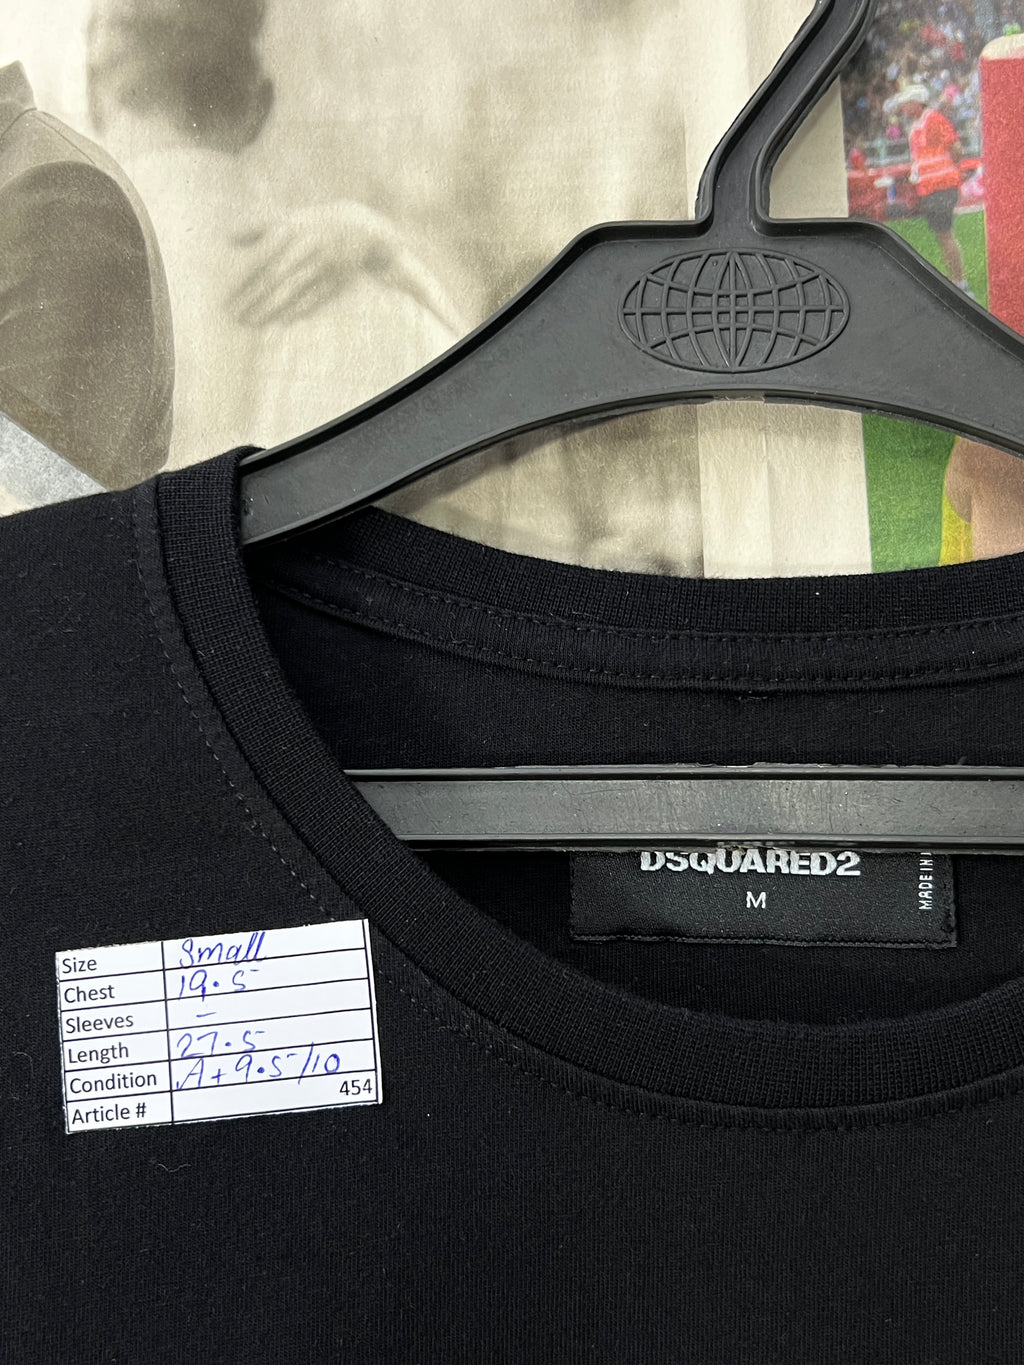 DSQUARED2
M
MADE IN
Size Small
Chest 19.5
Sleeves -
Length 27.5
Condition A+ 9.5/10
Article # 454